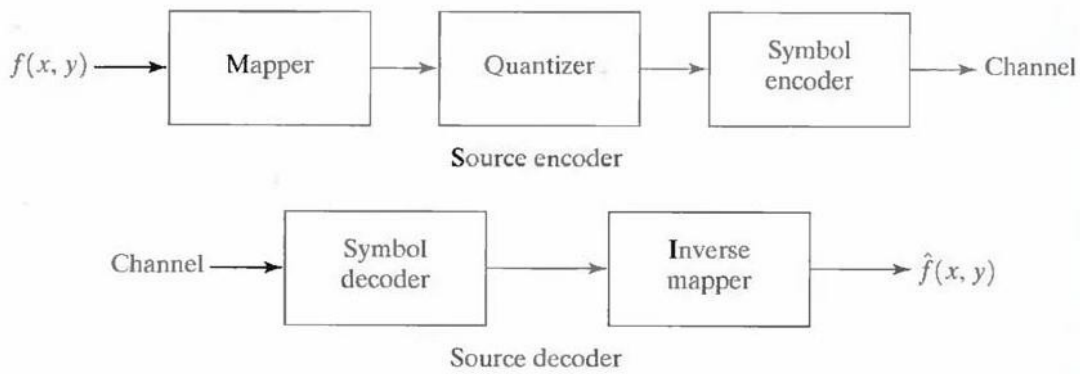 f(x, y) Mapper Quantizer Symbol encoder Channel
Source encoder
Channel Symbol decoder Inverse mapper f̂(x, y)
Source decoder